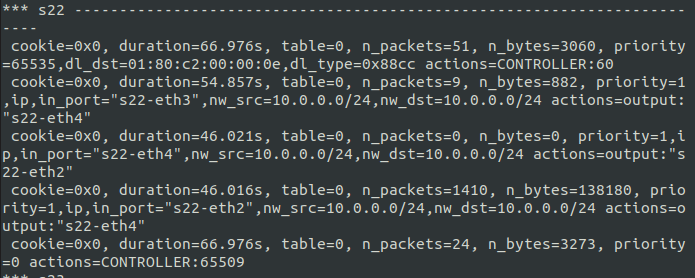 *** s22 --------------------------------------------------------------------
----
 cookie=0x0, duration=66.976s, table=0, n_packets=51, n_bytes=3060, priority
=65535,dl_dst=01:80:c2:00:00:0e,dl_type=0x88cc actions=CONTROLLER:60
 cookie=0x0, duration=54.857s, table=0, n_packets=9, n_bytes=882, priority=1
,ip,in_port="s22-eth3",nw_src=10.0.0.0/24,nw_dst=10.0.0.0/24 actions=output:
"s22-eth4"
 cookie=0x0, duration=46.021s, table=0, n_packets=0, n_bytes=0, priority=1,i
p,in_port="s22-eth4",nw_src=10.0.0.0/24,nw_dst=10.0.0.0/24 actions=output:"s
22-eth2"
 cookie=0x0, duration=46.016s, table=0, n_packets=1410, n_bytes=138180, prio
rity=1,ip,in_port="s22-eth2",nw_src=10.0.0.0/24,nw_dst=10.0.0.0/24 actions=o
utput:"s22-eth4"
 cookie=0x0, duration=66.976s, table=0, n_packets=24, n_bytes=3273, priority
=0 actions=CONTROLLER:65509
*** s23